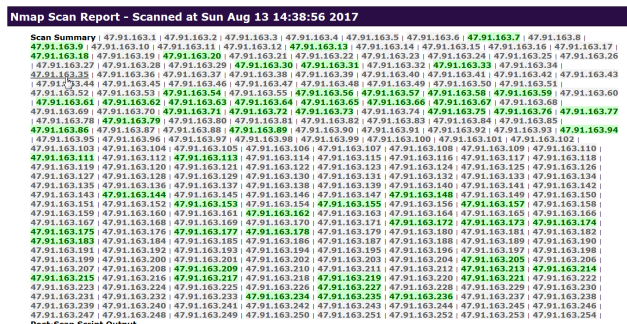 Nmap Scan Report - Scanned at Sun Aug 13 14:38:56 2017
Scan Summary | 47.91.163.1 | 47.91.163.2 | 47.91.163.3 | 47.91.163.4 | 47.91.163.5 | 47.91.163.6 | 47.91.163.7 | 47.91.163.8 |
47.91.163.9 | 47.91.163.10 | 47.91.163.11 | 47.91.163.12 | 47.91.163.13 | 47.91.163.14 | 47.91.163.15 | 47.91.163.16 | 47.91.163.17 |
47.91.163.18 | 47.91.163.19 | 47.91.163.20 | 47.91.163.21 | 47.91.163.22 | 47.91.163.23 | 47.91.163.24 | 47.91.163.25 | 47.91.163.26
| 47.91.163.27 | 47.91.163.28 | 47.91.163.29 | 47.91.163.30 | 47.91.163.31 | 47.91.163.32 | 47.91.163.33 | 47.91.163.34 |
47.91.163.35 | 47.91.163.36 | 47.91.163.37 | 47.91.163.38 | 47.91.163.39 | 47.91.163.40 | 47.91.163.41 | 47.91.163.42 | 47.91.163.43
| 47.91.163.44 | 47.91.163.45 | 47.91.163.46 | 47.91.163.47 | 47.91.163.48 | 47.91.163.49 | 47.91.163.50 | 47.91.163.51 |
47.91.163.52 | 47.91.163.53 | 47.91.163.54 | 47.91.163.55 | 47.91.163.56 | 47.91.163.57 | 47.91.163.58 | 47.91.163.59 | 47.91.163.60
| 47.91.163.61 | 47.91.163.62 | 47.91.163.63 | 47.91.163.64 | 47.91.163.65 | 47.91.163.66 | 47.91.163.67 | 47.91.163.68 |
47.91.163.69 | 47.91.163.70 | 47.91.163.71 | 47.91.163.72 | 47.91.163.73 | 47.91.163.74 | 47.91.163.75 | 47.91.163.76 | 47.91.163.77
| 47.91.163.78 | 47.91.163.79 | 47.91.163.80 | 47.91.163.81 | 47.91.163.82 | 47.91.163.83 | 47.91.163.84 | 47.91.163.85
47.91.163.86 | 47.91.163.87 | 47.91.163.88 | 47.91.163.89 | 47.91.163.90 | 47.91.163.91 | 47.91.163.92 | 47.91.163.93 | 47.91.163.94
| 47.91.163.95 | 47.91.163.96 | 47.91.163.97 | 47.91.163.98 | 47.91.163.99 | 47.91.163.100 | 47.91.163.101 | 47.91.163.102 |
47.91.163.103 | 47.91.163.104 | 47.91.163.105 | 47.91.163.106 | 47.91.163.107 | 47.91.163.108 | 47.91.163.109 | 47.91.163.110 |
47.91.163.111 | 47.91.163.112 | 47.91.163.113 | 47.91.163.114 | 47.91.163.115 | 47.91.163.116 | 47.91.163.117 | 47.91.163.118 |
47.91.163.119 | 47.91.163.120 | 47.91.163.121 | 47.91.163.122 | 47.91.163.123 | 47.91.163.124 | 47.91.163.125 | 47.91.163.126 |
47.91.163.127 | 47.91.163.128 | 47.91.163.129 | 47.91.163.130 | 47.91.163.131 | 47.91.163.132 | 47.91.163.133 | 47.91.163.134 |
47.91.163.135 | 47.91.163.136 | 47.91.163.137 | 47.91.163.138 | 47.91.163.139 | 47.91.163.140 | 47.91.163.141 | 47.91.163.142 |
47.91.163.143 | 47.91.163.144 | 47.91.163.145 | 47.91.163.146 | 47.91.163.147 | 47.91.163.148 | 47.91.163.149 | 47.91.163.150 |
47.91.163.151 | 47.91.163.152 | 47.91.163.153 | 47.91.163.154 | 47.91.163.155 | 47.91.163.156 | 47.91.163.157 | 47.91.163.158 |
47.91.163.159 | 47.91.163.160 | 47.91.163.161 | 47.91.163.162 | 47.91.163.163 | 47.91.163.164 | 47.91.163.165 | 47.91.163.166 |
47.91.163.167 | 47.91.163.168 | 47.91.163.169 | 47.91.163.170 | 47.91.163.171 | 47.91.163.172 | 47.91.163.173 | 47.91.163.174 |
47.91.163.175 | 47.91.163.176 | 47.91.163.177 | 47.91.163.178 | 47.91.163.179 | 47.91.163.180 | 47.91.163.181 | 47.91.163.182 |
47.91.163.183 | 47.91.163.184 | 47.91.163.185 | 47.91.163.186 | 47.91.163.187 | 47.91.163.188 | 47.91.163.189 | 47.91.163.190 |
47.91.163.191 | 47.91.163.192 | 47.91.163.193 | 47.91.163.194 | 47.91.163.195 | 47.91.163.196 | 47.91.163.197 | 47.91.163.198 |
47.91.163.199 | 47.91.163.200 | 47.91.163.201 | 47.91.163.202 | 47.91.163.203 | 47.91.163.204 | 47.91.163.205 | 47.91.163.206 |
47.91.163.207 | 47.91.163.208 | 47.91.163.209 | 47.91.163.210 | 47.91.163.211 | 47.91.163.212 | 47.91.163.213 | 47.91.163.214 |
47.91.163.215 | 47.91.163.216 | 47.91.163.217 | 47.91.163.218 | 47.91.163.219 | 47.91.163.220 | 47.91.163.221 | 47.91.163.222 |
47.91.163.223 | 47.91.163.224 | 47.91.163.225 | 47.91.163.226 | 47.91.163.227 | 47.91.163.228 | 47.91.163.229 | 47.91.163.230 |
47.91.163.231 | 47.91.163.232 | 47.91.163.233 | 47.91.163.234 | 47.91.163.235 | 47.91.163.236 | 47.91.163.237 | 47.91.163.238 |
47.91.163.239 | 47.91.163.240 | 47.91.163.241 | 47.91.163.242 | 47.91.163.243 | 47.91.163.244 | 47.91.163.245 | 47.91.163.246 |
47.91.163.247 | 47.91.163.248 | 47.91.163.249 | 47.91.163.250 | 47.91.163.251 | 47.91.163.252 | 47.91.163.253 | 47.91.163.254 |
Post-Scan Script Output